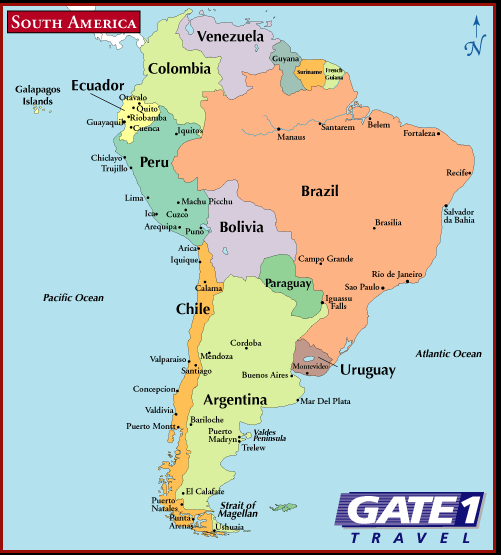 SOUTH AMERICA
N
Venezuela
Guyana
Suriname
French
Guiana
Colombia
Galapagos
Islands
Ecuador
Otavalo
Quito
Riobamba
Guayaquil
Cuenca
Iquitos
Manaus
Santarem
Belem
Fortaleza
Chiclayo
Trujillo
Peru
Recife
Brazil
Lima
Machu Picchu
Ica
Cuzco
Salvador
da Bahia
Arequipa
Puno
Bolivia
Brasilia
Arica
Iquique
Campo Grande
Calama
Paraguay
Rio de Janeiro
Sao Paulo
Iguassu
Falls
Pacific Ocean
Chile
Cordoba
Atlantic Ocean
Valparaiso
Mendoza
Santiago
Montevideo
Uruguay
Buenos Aires
Concepcion
Argentina
Mar Del Plata
Valdivia
Bariloche
Puerto Montt
Puerto
Madryn
Valdes
Peninsula
Trelew
El Calafate
Puerto
Natales
Strait of
Magellan
Punta
Arenas
Ushuaia
GATE 1
TRAVEL